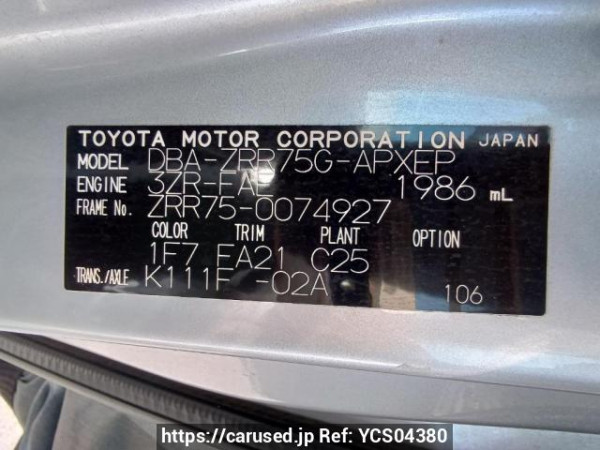 TOYOTA MOTOR CORPORATION JAPAN
MODEL DBA-ZRR75G-APXEP
ENGINE 3ZR-FAE 1986 mL
FRAME No. ZRR75-0074927
COLOR TRIM PLANT OPTION
1F7 FA21 C25
TRANS./AXLE K111F -02A
106
https://carused.jp Ref: YCS04380